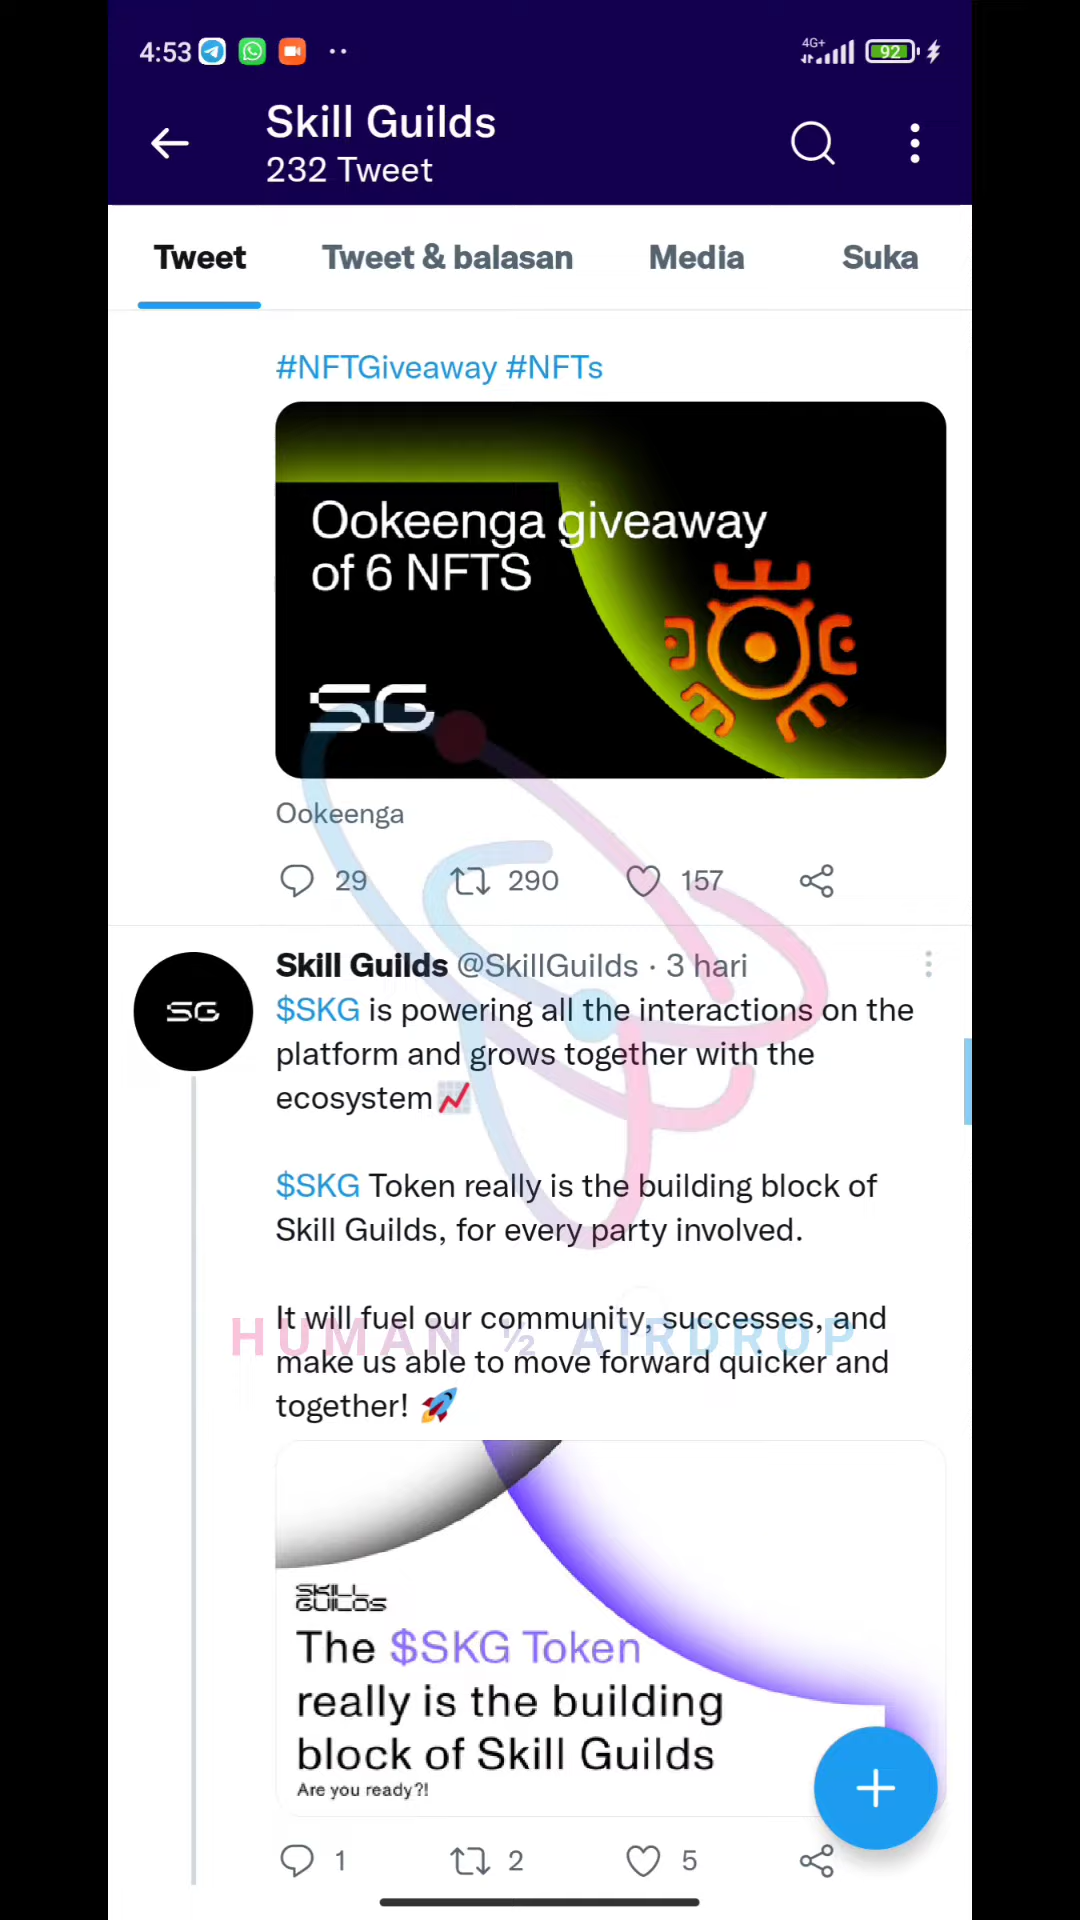 4:53
4G+
92
Skill Guilds
232 Tweet
Tweet
Tweet & balasan
Media
Suka
#NFTGiveaway #NFTs
Ookeenga giveaway
of 6 NFTS
SG
Ookeenga
29
290
157
SG
Skill Guilds @SkillGuilds · 3 hari
$SKG is powering all the interactions on the
platform and grows together with the
ecosystem📈
$SKG Token really is the building block of
Skill Guilds, for every party involved.
It will fuel our community, successes, and
HUMAN ½ AIRDROP
make us able to move forward quicker and
together! 🚀
SKILL
GUILDS
The $SKG Token
really is the building
block of Skill Guilds
Are you ready?!
1
2
5